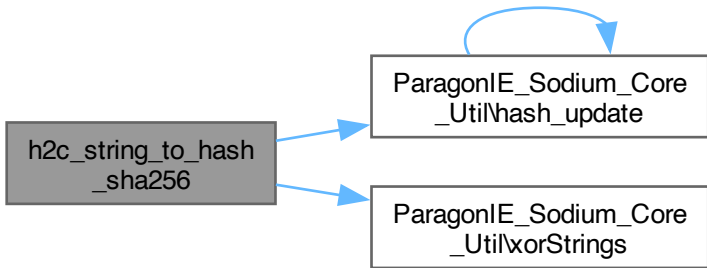 h2c_string_to_hash
_sha256
ParagonIE_Sodium_Core
_Util\hash_update
ParagonIE_Sodium_Core
_Util\xorStrings